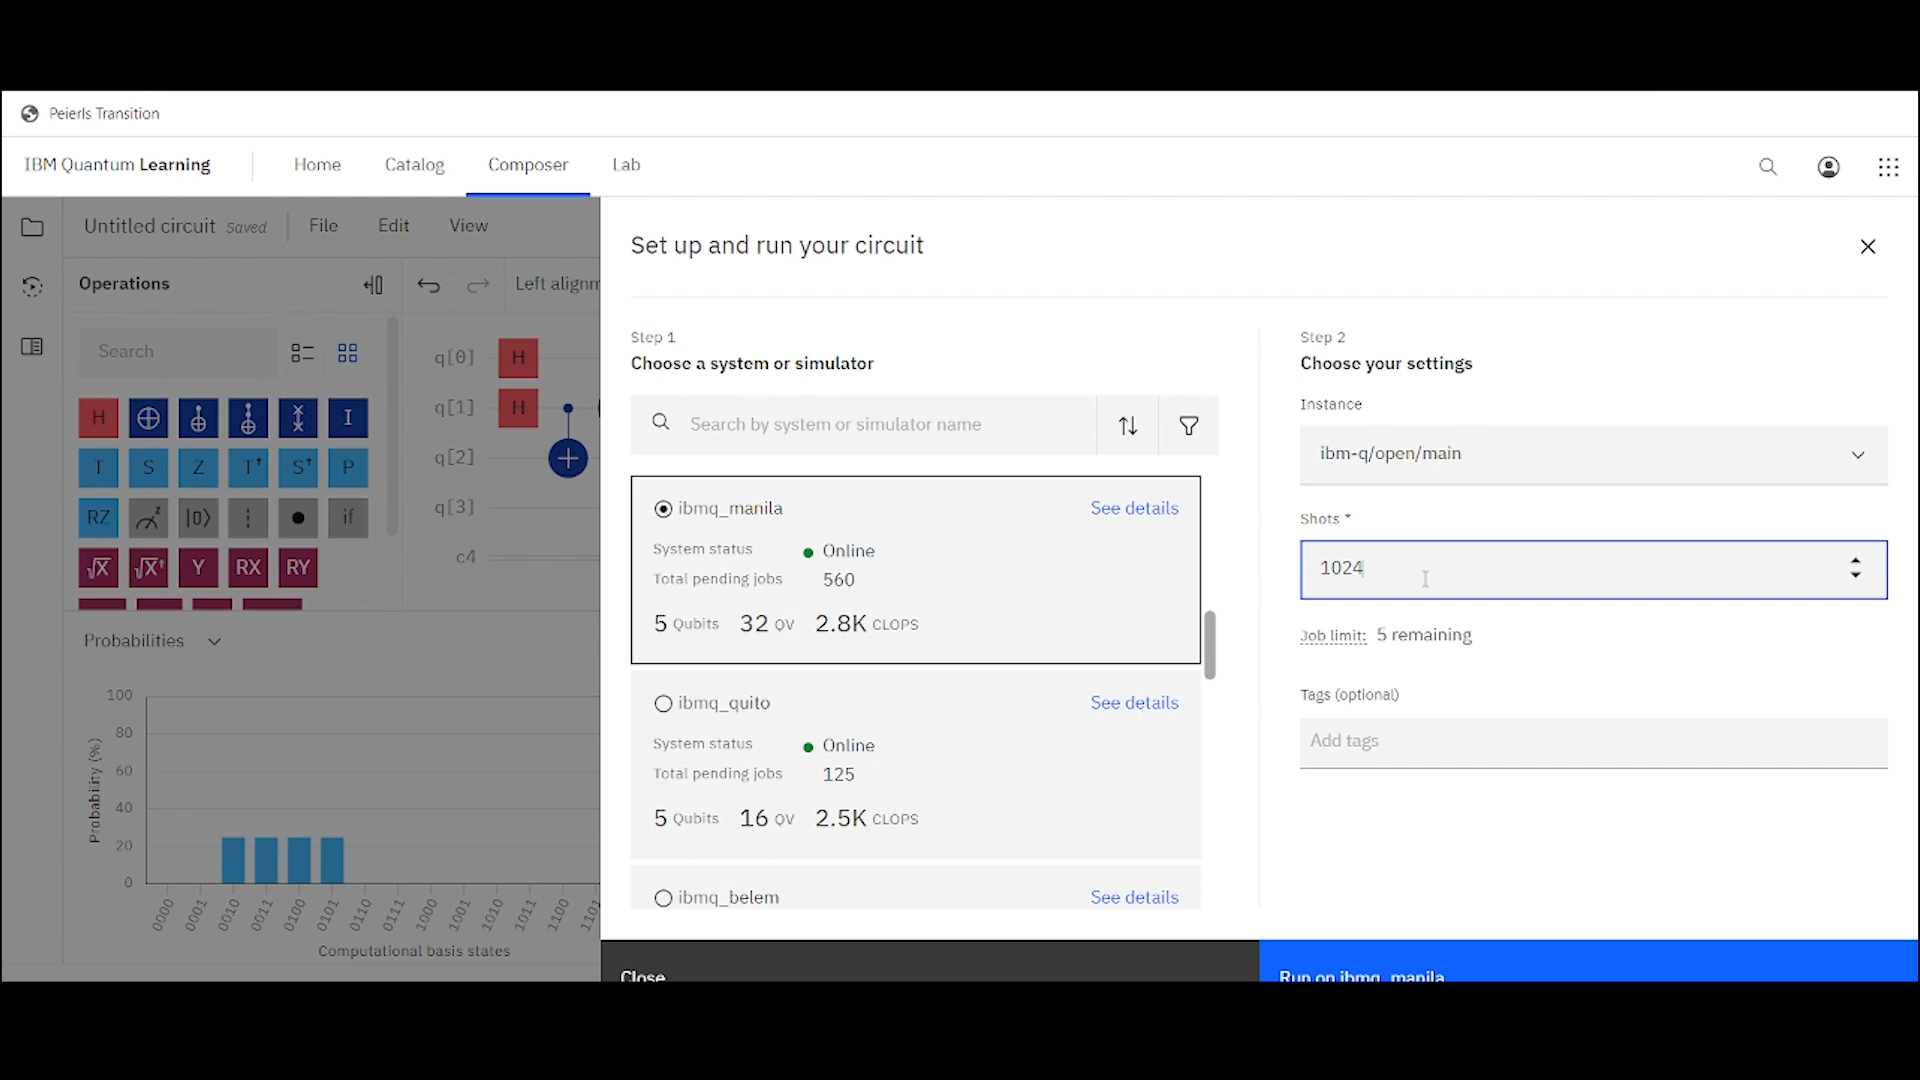 Peierls Transition
IBM Quantum Learning
Home
Catalog
Composer
Lab
Untitled circuit Saved
File
Edit
View
Operations
Left alignm
Search
H
I
T
S
Z
T†
S†
P
RZ
z
|0⟩
if
√X
√X†
Y
RX
RY
q[0]
H
q[1]
H
q[2]
+
q[3]
c4
Probabilities
Probability (%)
100
80
60
40
20
0
0000
0001
0010
0011
0100
0101
0110
0111
1000
1001
1010
1011
1100
1101
Computational basis states
Set up and run your circuit
Step 1
Choose a system or simulator
Search by system or simulator name
ibmq_manila
See details
System status
Online
Total pending jobs
560
5 Qubits 32 QV 2.8K CLOPS
ibmq_quito
See details
System status
Online
Total pending jobs
125
5 Qubits 16 QV 2.5K CLOPS
ibmq_belem
See details
Step 2
Choose your settings
Instance
ibm-q/open/main
Shots *
1024
Job limit: 5 remaining
Tags (optional)
Add tags
Close
Run on ibmq_manila